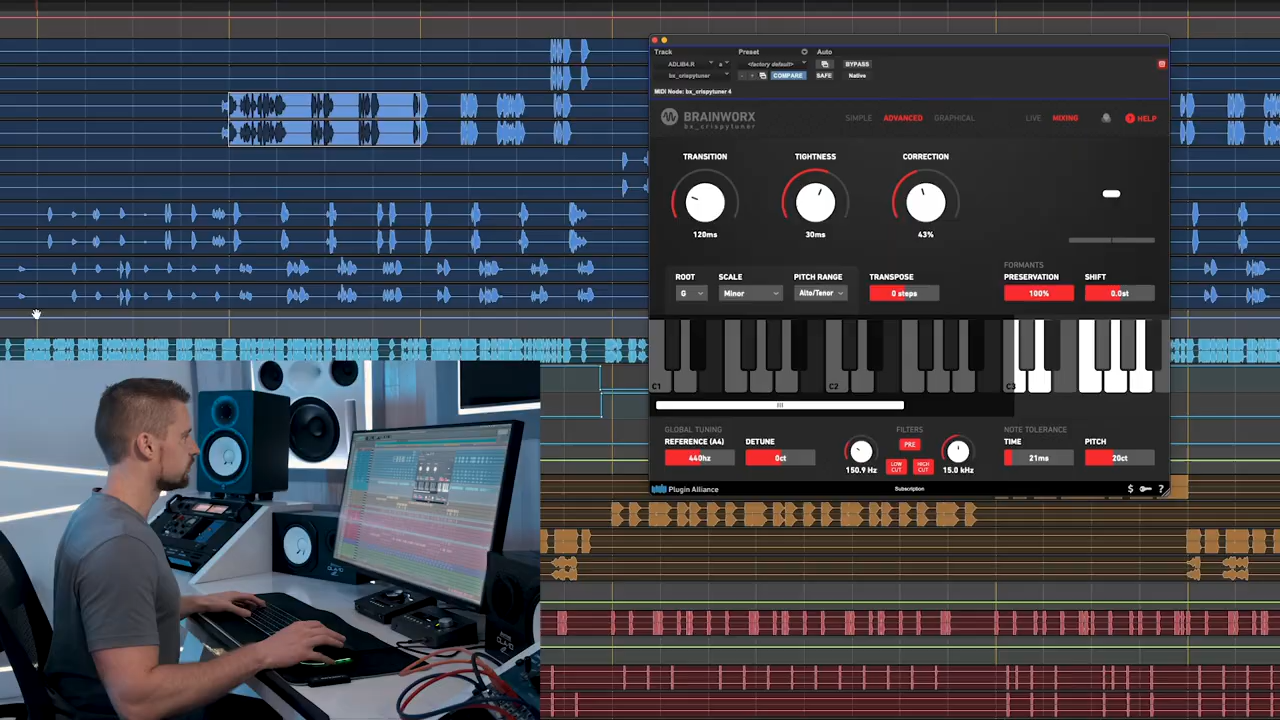 Track Preset Auto
ADLIB4.R a <factory default>
bx_crispytuner - + COMPARE SAFE BYPASS Native
MIDI Node: bx_crispytuner 4
BRAINWORX
bx_crispytuner
SIMPLE ADVANCED GRAPHICAL LIVE MIXING ? HELP
TRANSITION TIGHTNESS CORRECTION
120ms 30ms 43%
FORMANTS
ROOT SCALE PITCH RANGE TRANSPOSE PRESERVATION SHIFT
G Minor Alto/Tenor 0 steps 100% 0.0st
C1 C2 C3
GLOBAL TUNING FILTERS NOTE TOLERANCE
REFERENCE (A4) DETUNE PRE TIME PITCH
440hz 0ct 21ms 20ct
150.9 Hz LOW CUT HIGH CUT 15.0 kHz
Plugin Alliance Subscription $ ?